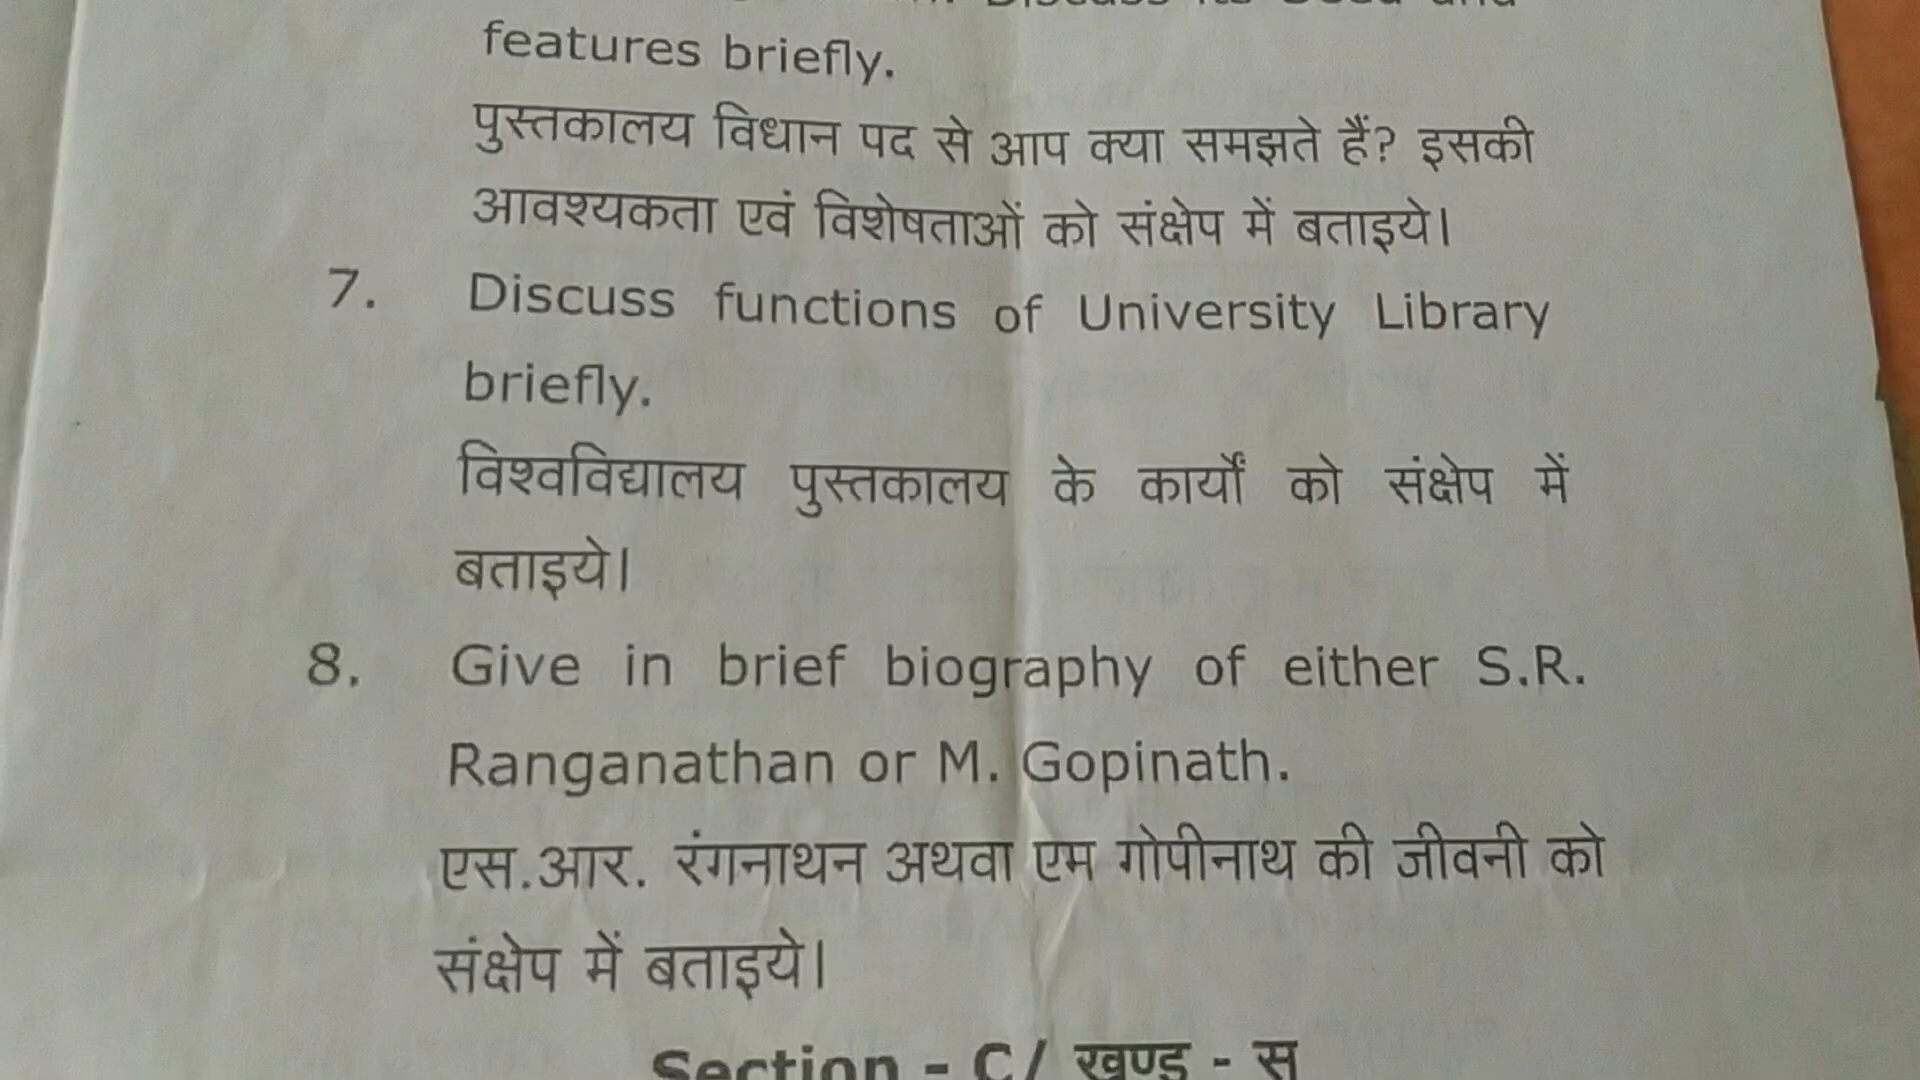 Discuss its
features briefly.
पुस्तकालय विधान पद से आप क्या समझते हैं? इसकी
आवश्यकता एवं विशेषताओं को संक्षेप में बताइये।
7. Discuss functions of University Library
briefly.
विश्वविद्यालय पुस्तकालय के कार्यों को संक्षेप में
बताइये।
8. Give in brief biography of either S.R.
Ranganathan or M. Gopinath.
एस.आर. रंगनाथन अथवा एम गोपीनाथ की जीवनी को
संक्षेप में बताइये।
Section - C/ खण्ड - स